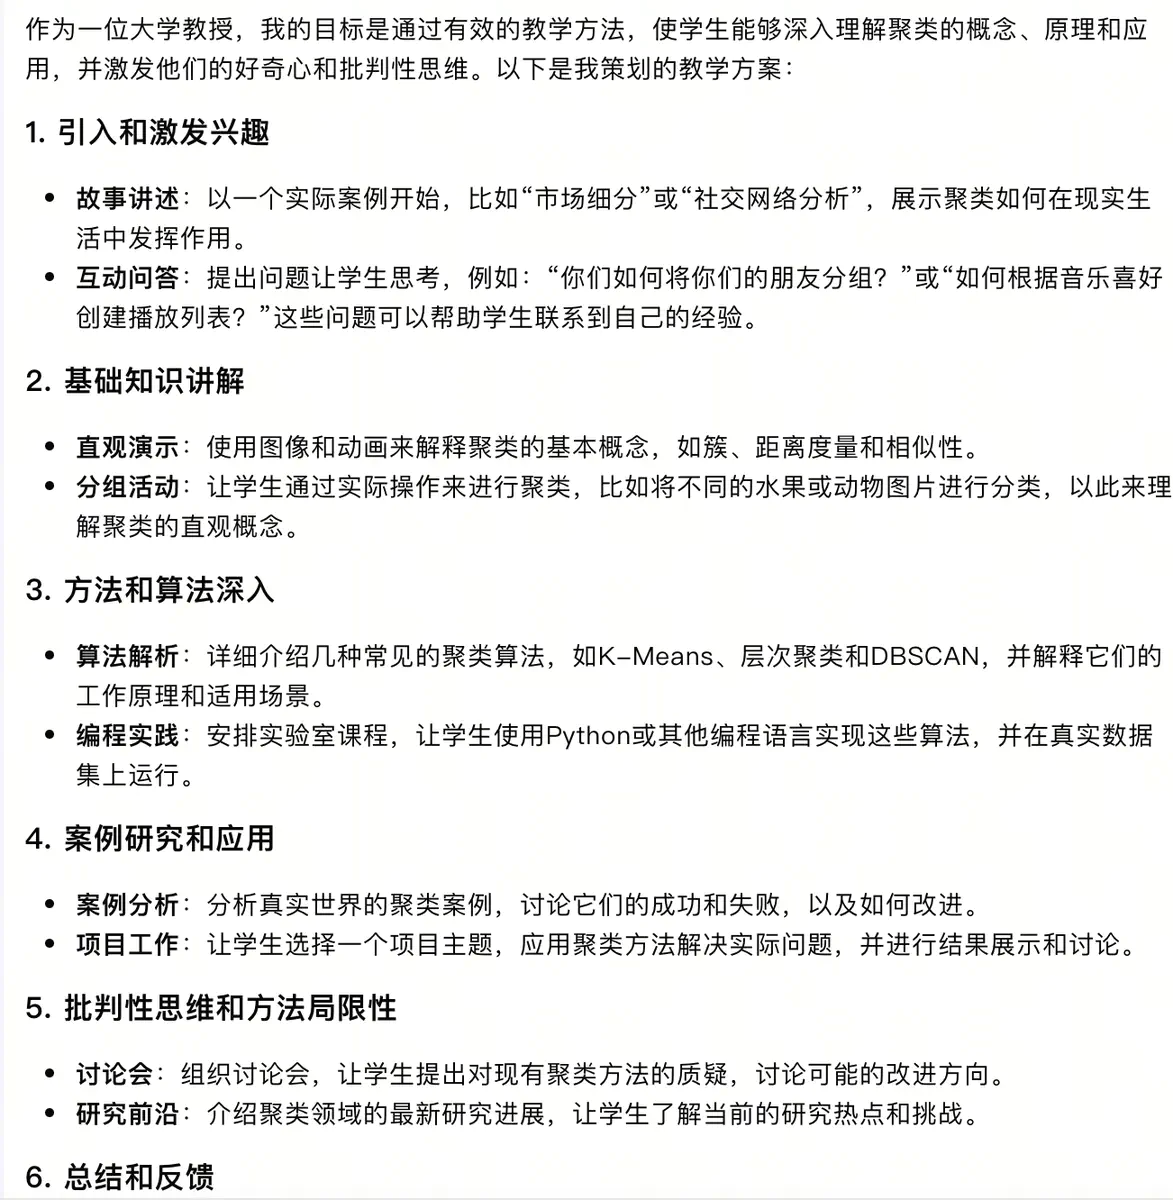 作为一位大学教授，我的目标是通过有效的教学方法，使学生能够深入理解聚类的概念、原理和应
用，并激发他们的好奇心和批判性思维。以下是我策划的教学方案：
1. 引入和激发兴趣
• 故事讲述：以一个实际案例开始，比如“市场细分”或“社交网络分析”，展示聚类如何在现实生
活中发挥作用。
• 互动问答：提出问题让学生思考，例如：“你们如何将你们的朋友分组？”或“如何根据音乐喜好
创建播放列表？”这些问题可以帮助学生联系到自己的经验。
2. 基础知识讲解
• 直观演示：使用图像和动画来解释聚类的基本概念，如簇、距离度量和相似性。
• 分组活动：让学生通过实际操作来进行聚类，比如将不同的水果或动物图片进行分类，以此来理
解聚类的直观概念。
3. 方法和算法深入
• 算法解析：详细介绍几种常见的聚类算法，如K-Means、层次聚类和DBSCAN，并解释它们的
工作原理和适用场景。
• 编程实践：安排实验室课程，让学生使用Python或其他编程语言实现这些算法，并在真实数据
集上运行。
4. 案例研究和应用
• 案例分析：分析真实世界的聚类案例，讨论它们的成功和失败，以及如何改进。
• 项目工作：让学生选择一个项目主题，应用聚类方法解决实际问题，并进行结果展示和讨论。
5. 批判性思维和方法局限性
• 讨论会：组织讨论会，让学生提出对现有聚类方法的质疑，讨论可能的改进方向。
• 研究前沿：介绍聚类领域的最新研究进展，让学生了解当前的研究热点和挑战。
6. 总结和反馈